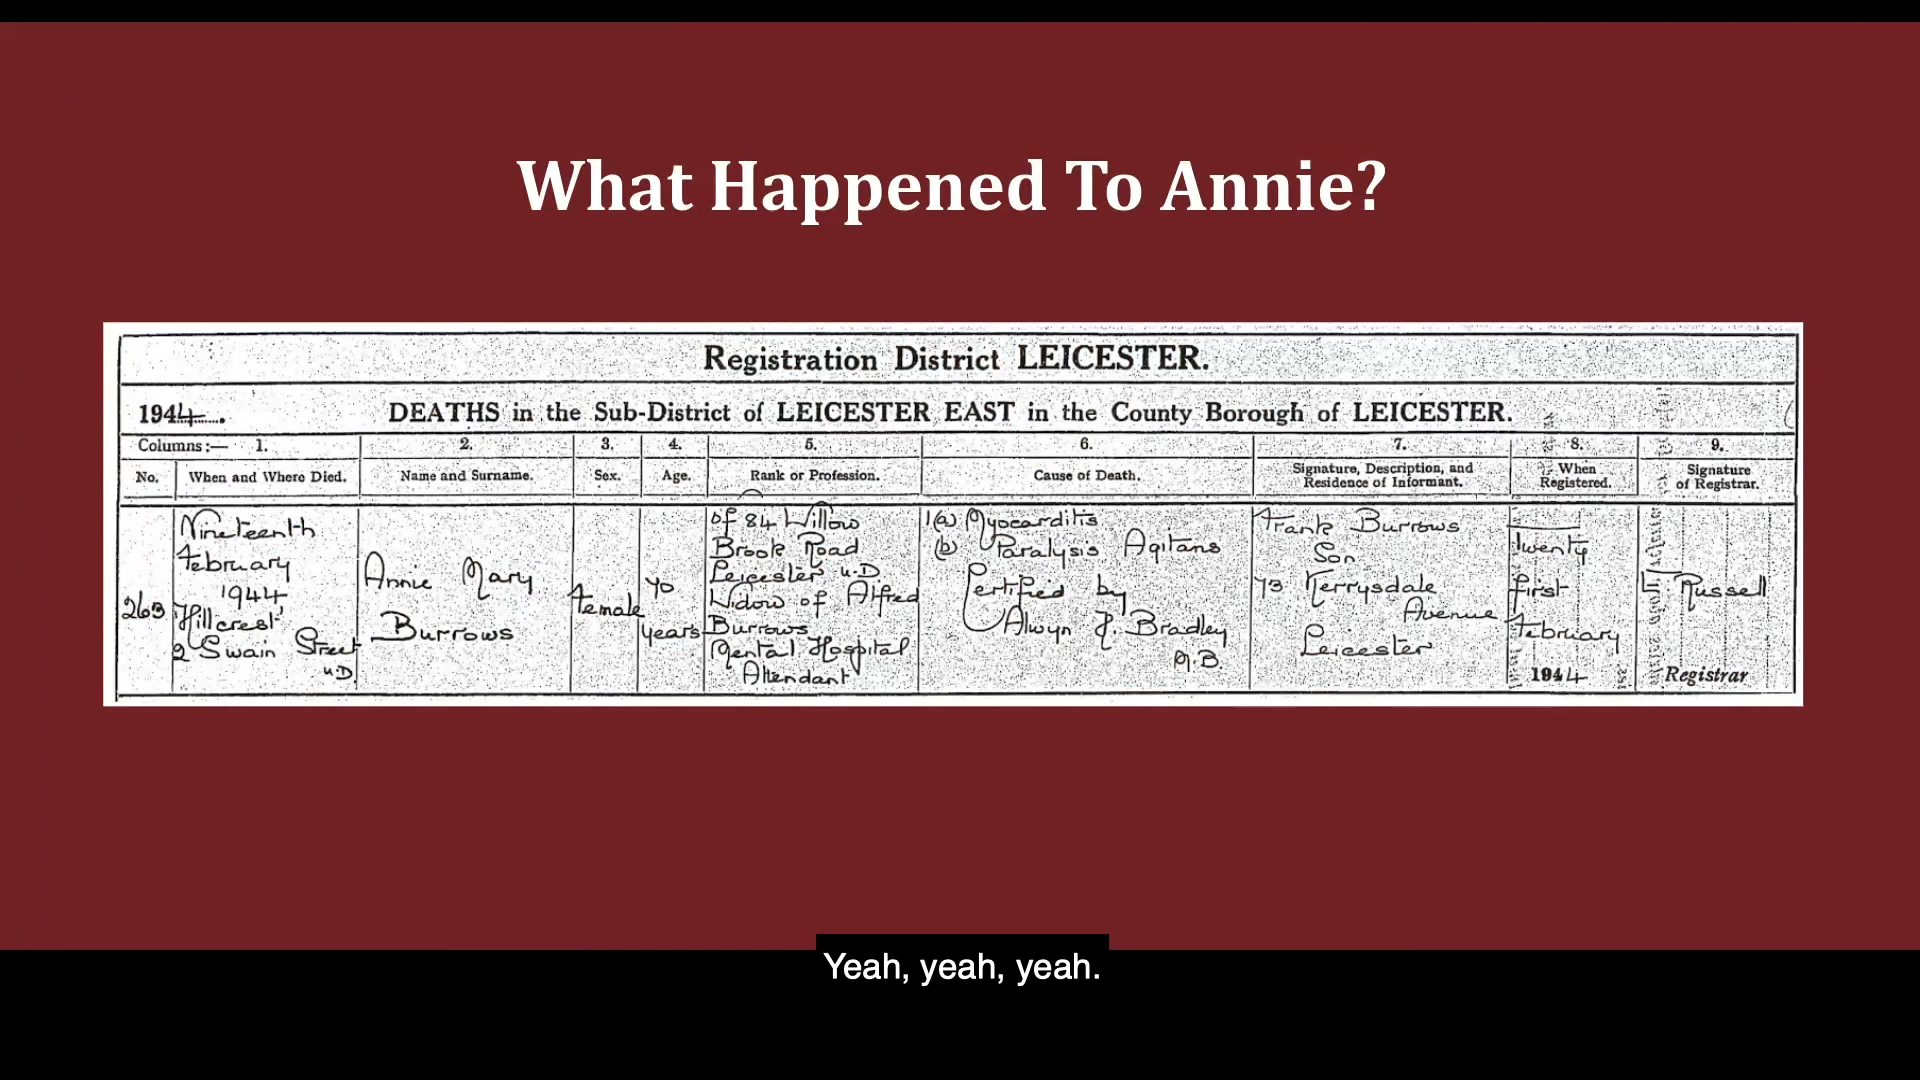 What Happened To Annie?
Registration District LEICESTER.
1944. DEATHS in the Sub-District of LEICESTER EAST in the County Borough of LEICESTER.
Columns:— 1. 2. 3. 4. 5. 6. 7. 8. 9.
No. When and Where Died. Name and Surname. Sex. Age. Rank or Profession. Cause of Death. Signature, Description, and Residence of Informant. When Registered. Signature of Registrar.
263
Nineteenth
February
1944
Hillcrest
2 Swain Street
U.D.
Annie Mary
Burrows
Female
70
years
of 84 Willow
Brook Road
Leicester U.D.
Widow of Alfred
Burrows
Mental Hospital
Attendant
1(a) Myocarditis
(b) Paralysis Agitans
Certified by
Alwyn J. Bradley
M.B.
Frank Burrows
Son
73 Kerrysdale
Avenue
Leicester
Twenty
first
February
1944
Russell
Registrar
Yeah, yeah, yeah.